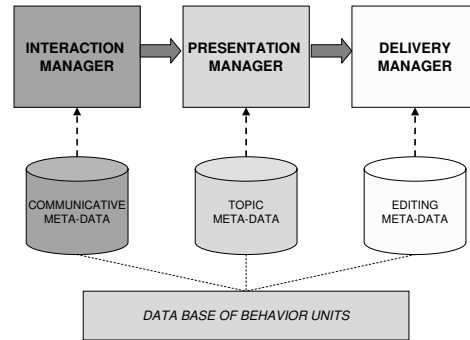 INTERACTION
MANAGER
PRESENTATION
MANAGER
DELIVERY
MANAGER
COMMUNICATIVE
META-DATA
TOPIC
META-DATA
EDITING
META-DATA
DATA BASE OF BEHAVIOR UNITS